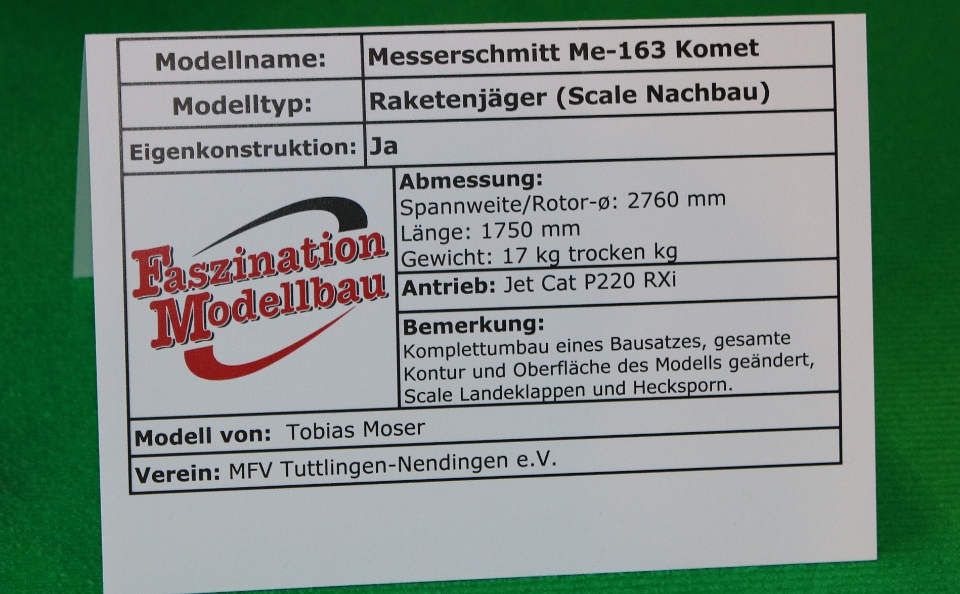 Modellname: Messerschmitt Me-163 Komet
Modelltyp: Raketenjäger (Scale Nachbau)
Eigenkonstruktion: Ja
Faszination
Modellbau
Abmessung:
Spannweite/Rotor-ø: 2760 mm
Länge: 1750 mm
Gewicht: 17 kg trocken kg
Antrieb: Jet Cat P220 RXi
Bemerkung:
Komplettumbau eines Bausatzes, gesamte
Kontur und Oberfläche des Modells geändert,
Scale Landeklappen und Hecksporn.
Modell von: Tobias Moser
Verein: MFV Tuttlingen-Nendingen e.V.